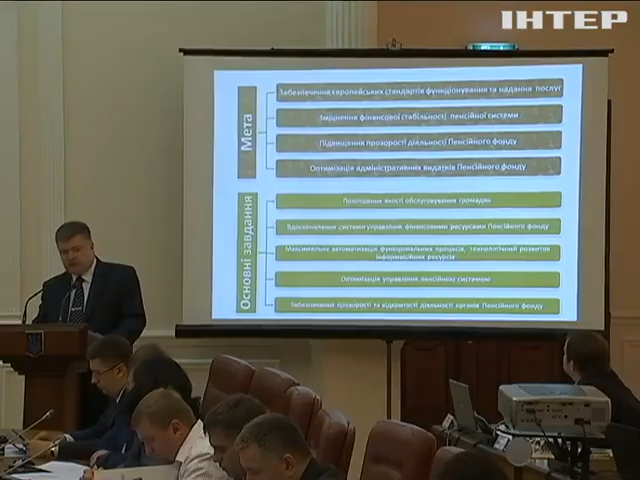 ІНТЕР
Мета
Забезпечення європейських стандартів функціонування та надання послуг
Зміцнення фінансової стабільності пенсійної системи
Підвищення прозорості діяльності Пенсійного фонду
Оптимізація адміністративних видатків Пенсійного фонду
Основні завдання
Поліпшення якості обслуговування громадян
Вдосконалення системи управління фінансовими ресурсами Пенсійного фонду
Максимальна автоматизація функціональних процесів, технологічний розвиток
інформаційних ресурсів
Оптимізація управління пенсійною системою
Забезпечення прозорості та відкритості діяльності органів Пенсійного фонду